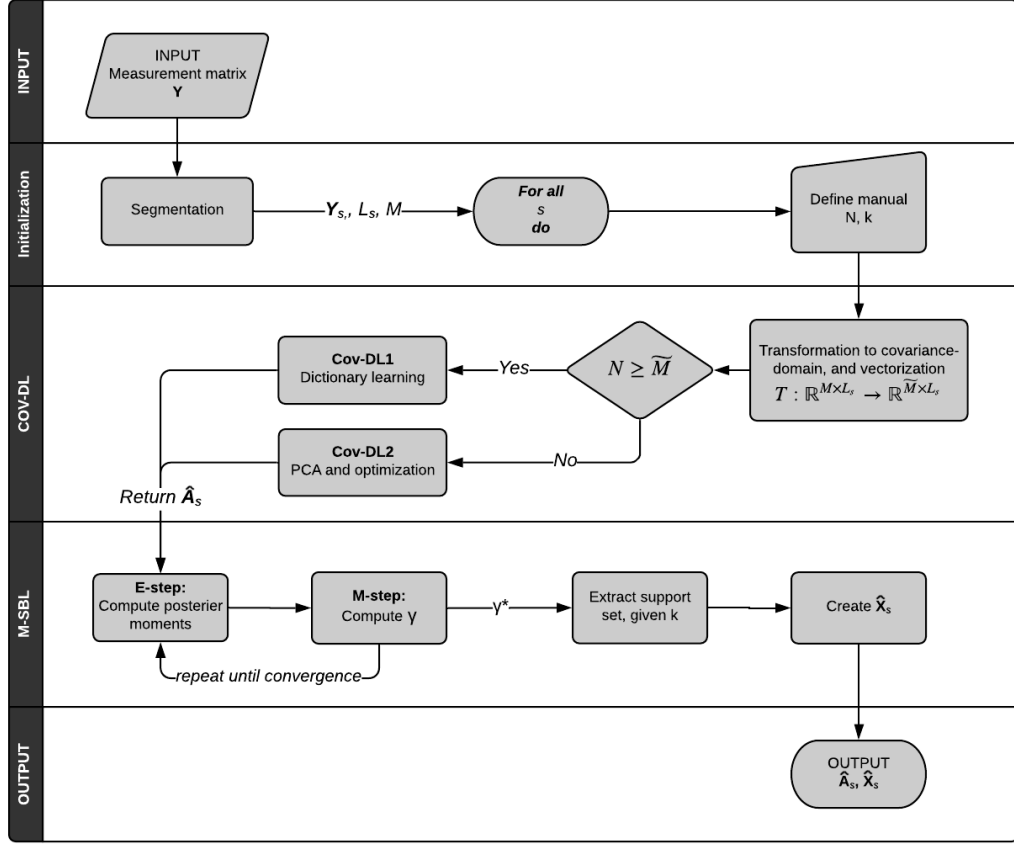 INPUT
INPUT
Measurement matrix
Y
Initialization
Segmentation
Y_s,, L_s, M
For all
s
do
Define manual
N, k
COV-DL
Cov-DL1
Dictionary learning
Yes
N ≥ M̃
Transformation to covariance-
domain, and vectorization
T : ℝ^{M×L_s} → ℝ^{M̃×L_s}
Cov-DL2
PCA and optimization
No
Return Â_s
M-SBL
E-step:
Compute posterier
moments
M-step:
Compute γ
γ*
Extract support
set, given k
Create X̂_s
repeat until convergence
OUTPUT
OUTPUT
Â_s, X̂_s